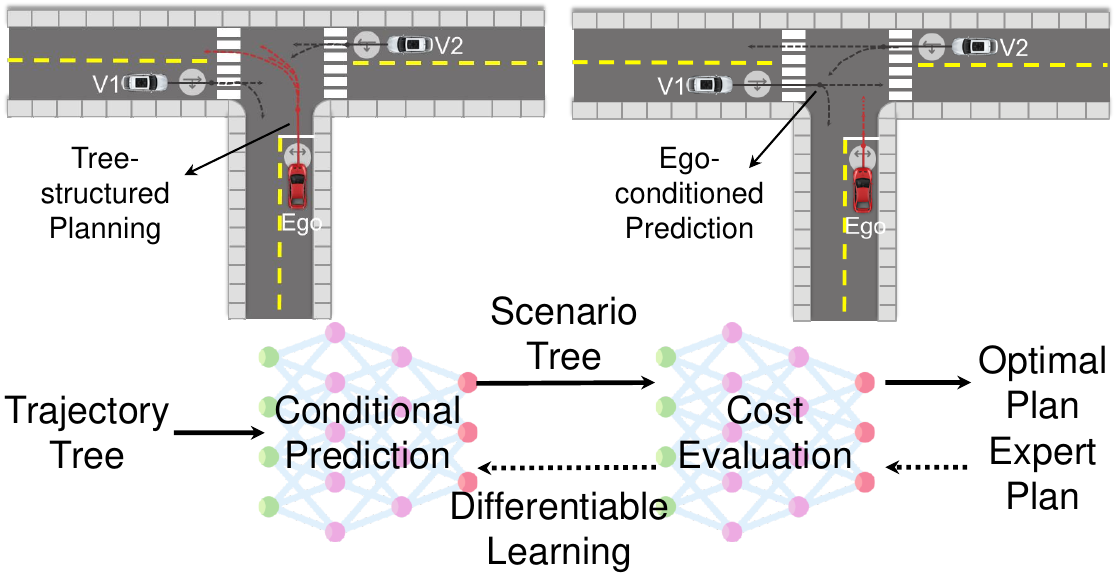 V1
V2
Tree-
structured
Planning
Ego
V1
V2
Ego-
conditioned
Prediction
Ego
Trajectory
Tree
Conditional
Prediction
Scenario
Tree
Differentiable
Learning
Cost
Evaluation
Optimal
Plan
Expert
Plan